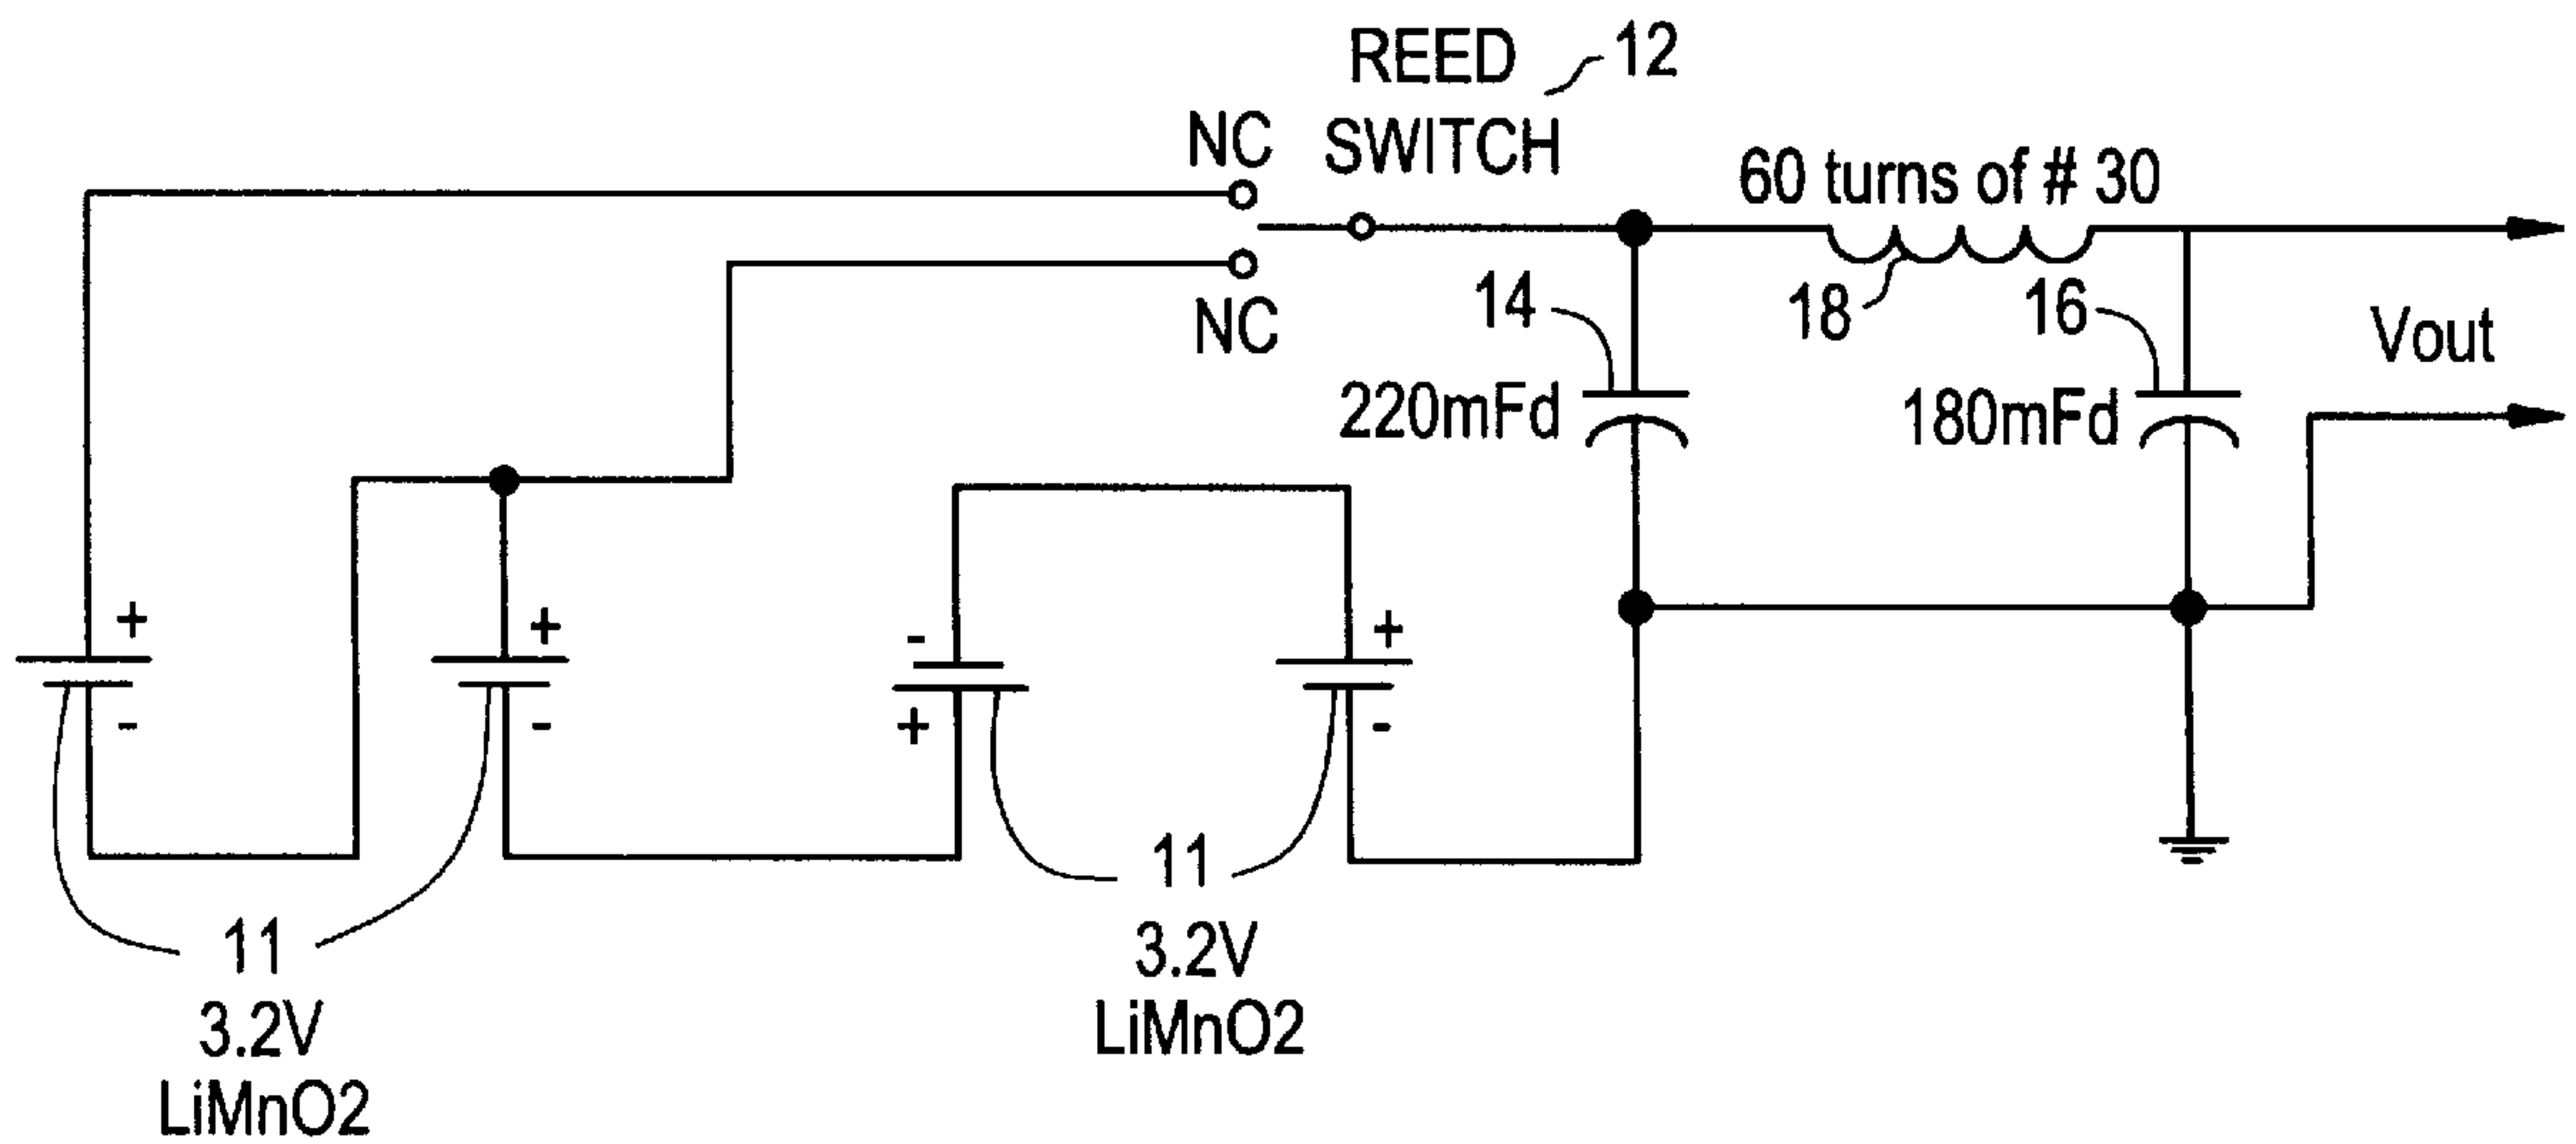 REED
SWITCH
12
NC
NC
60 turns of # 30
14
18
16
Vout
220mFd
180mFd
+
-
+
-
-
+
+
-
11
3.2V
LiMnO2
11
3.2V
LiMnO2